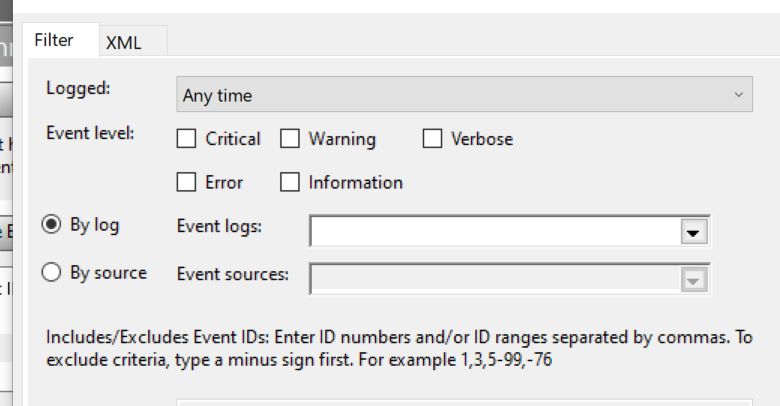 Filter XML
Logged: Any time
Event level: Critical Warning Verbose
Error Information
By log Event logs:
By source Event sources:
Includes/Excludes Event IDs: Enter ID numbers and/or ID ranges separated by commas. To
exclude criteria, type a minus sign first. For example 1,3,5-99,-76